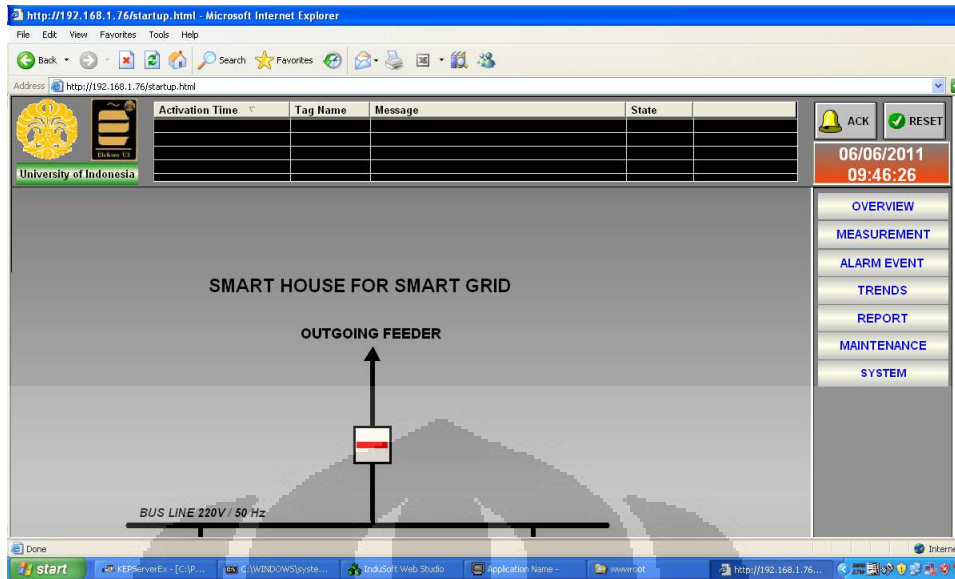 http://192.168.1.76/startup.html - Microsoft Internet Explorer
File Edit View Favorites Tools Help
Back Search Favorites
Address http://192.168.1.76/startup.html
Activation Time Tag Name Message State
ACK RESET
Elektro UI
University of Indonesia
06/06/2011
09:46:26
OVERVIEW
MEASUREMENT
ALARM EVENT
TRENDS
REPORT
MAINTENANCE
SYSTEM
SMART HOUSE FOR SMART GRID
OUTGOING FEEDER
BUS LINE 220V / 50 Hz
Done Interne
start KEPServerEx - [C:\P... C:\WINDOWS\syste... InduSoft Web Studio Application Name - wwwroot http://192.168.1.76...